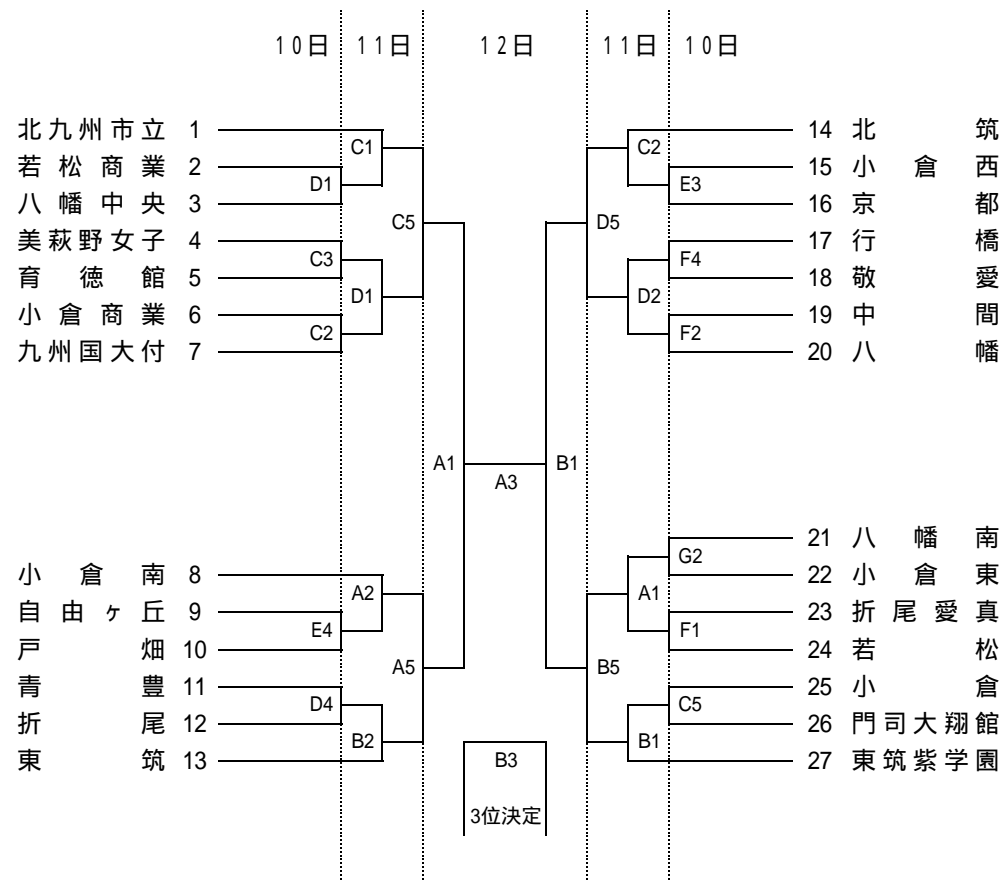 10日 11日 12日 11日 10日
北九州市立 1
若松商業 2
八幡中央 3
美萩野女子 4
育徳館 5
小倉商業 6
九州国大付 7
C1
D1
C5
C3
D1
C2
14 北筑
15 小倉西
16 京都
17 行橋
18 敬愛
19 中間
20 八幡
C2
E3
D5
F4
D2
F2
A1
A3
B1
小倉南 8
自由ヶ丘 9
戸畑 10
青豊 11
折尾 12
東筑 13
A2
E4
A5
D4
B2
21 八幡南
22 小倉東
23 折尾愛真
24 若松
25 小倉
26 門司大翔館
27 東筑紫学園
G2
A1
F1
B5
C5
B1
B3
3位決定